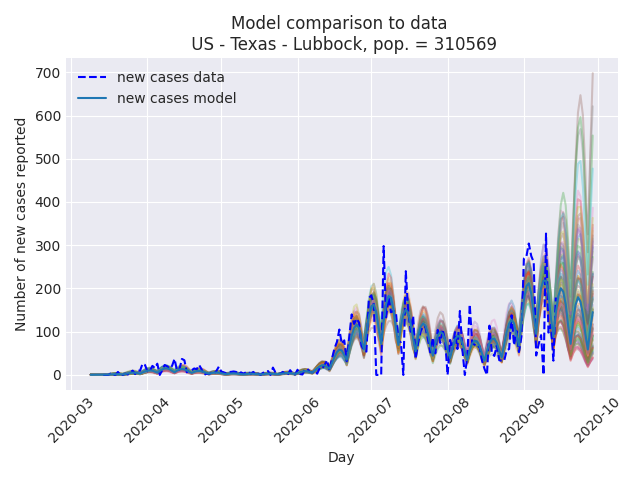 Model comparison to data
US - Texas - Lubbock, pop. = 310569
new cases data
new cases model
Number of new cases reported
700
600
500
400
300
200
100
0
2020-03
2020-04
2020-05
2020-06
2020-07
2020-08
2020-09
2020-10
Day